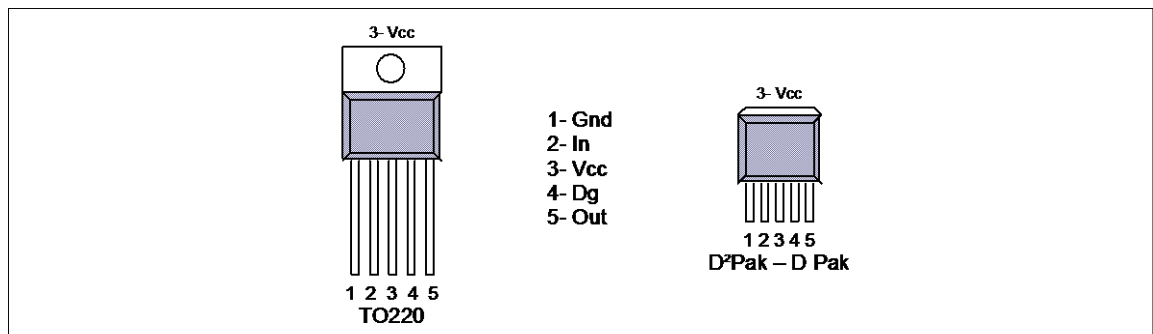 3- Vcc
1 2 3 4 5
TO220
1- Gnd
2- In
3- Vcc
4- Dg
5- Out
3- Vcc
1 2 3 4 5
D²Pak – D Pak